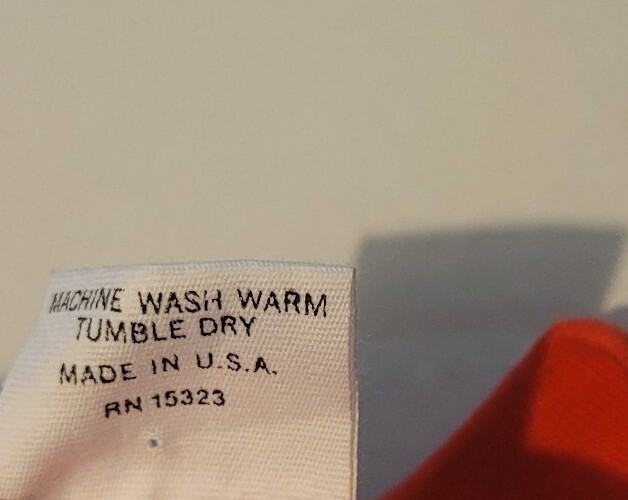 MACHINE WASH WARM
TUMBLE DRY
MADE IN U.S.A.
RN 15323